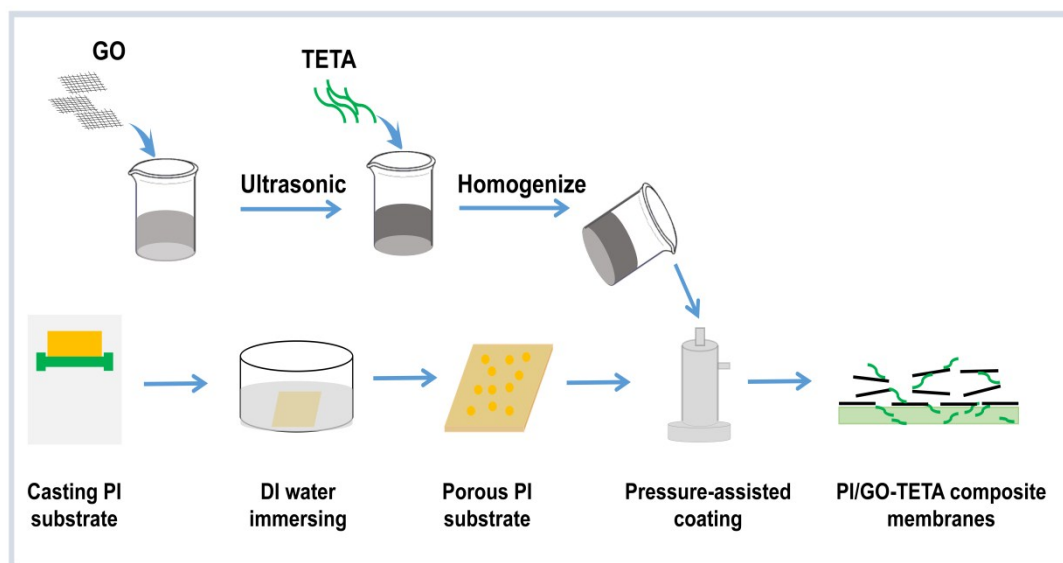 GO
TETA
Ultrasonic
Homogenize
Casting PI
substrate
DI water
immersing
Porous PI
substrate
Pressure-assisted
coating
PI/GO-TETA composite
membranes